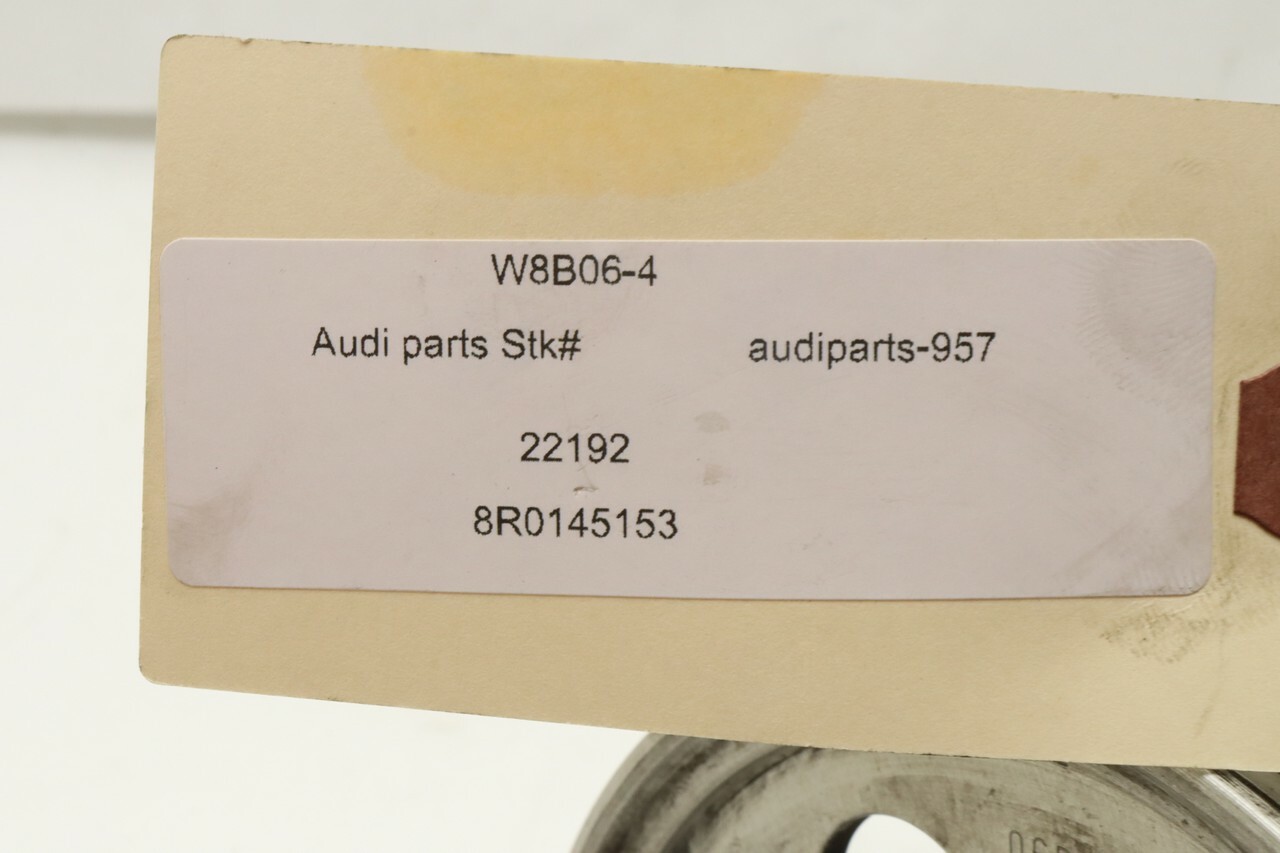 W8B06-4
Audi parts Stk# audiparts-957
22192
8R0145153